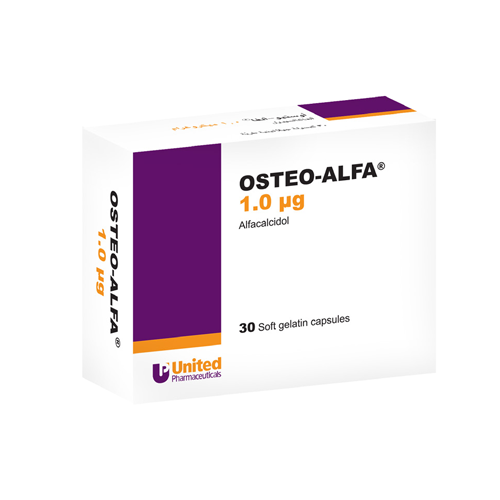 OSTEO-ALFA®
1.0 µg
Alfacalcidol
30 Soft gelatin capsules
United
Pharmaceuticals
OSTEO-ALFA®
1.0 µg